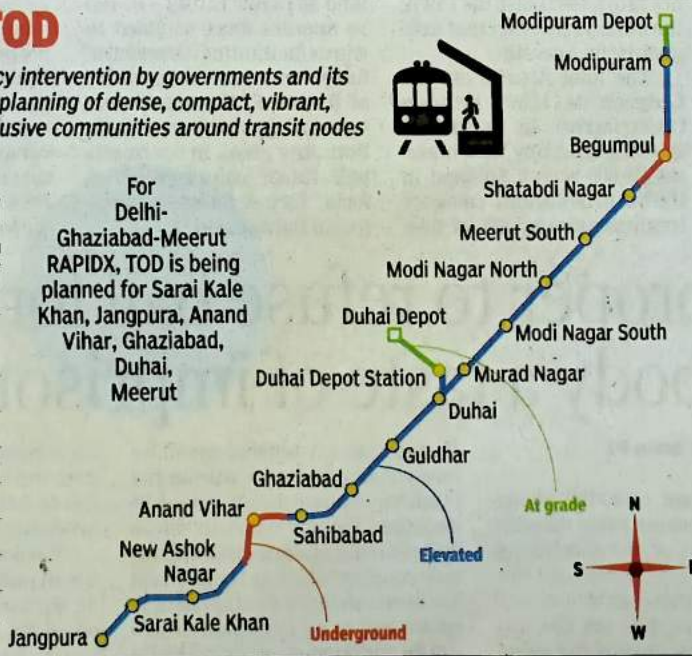 TOD
cy intervention by governments and its
planning of dense, compact, vibrant,
usive communities around transit nodes
For
Delhi-
Ghaziabad-Meerut
RAPIDX, TOD is being
planned for Sarai Kale
Khan, Jangpura, Anand
Vihar, Ghaziabad,
Duhai,
Meerut
Modipuram Depot
Modipuram
Begumpul
Shatabdi Nagar
Meerut South
Modi Nagar North
Duhai Depot
Modi Nagar South
Murad Nagar
Duhai Depot Station
Duhai
Guldhar
Ghaziabad
At grade
Anand Vihar
Sahibabad
Elevated
New Ashok
Nagar
Sarai Kale Khan
Jangpura
Underground
N
S
W